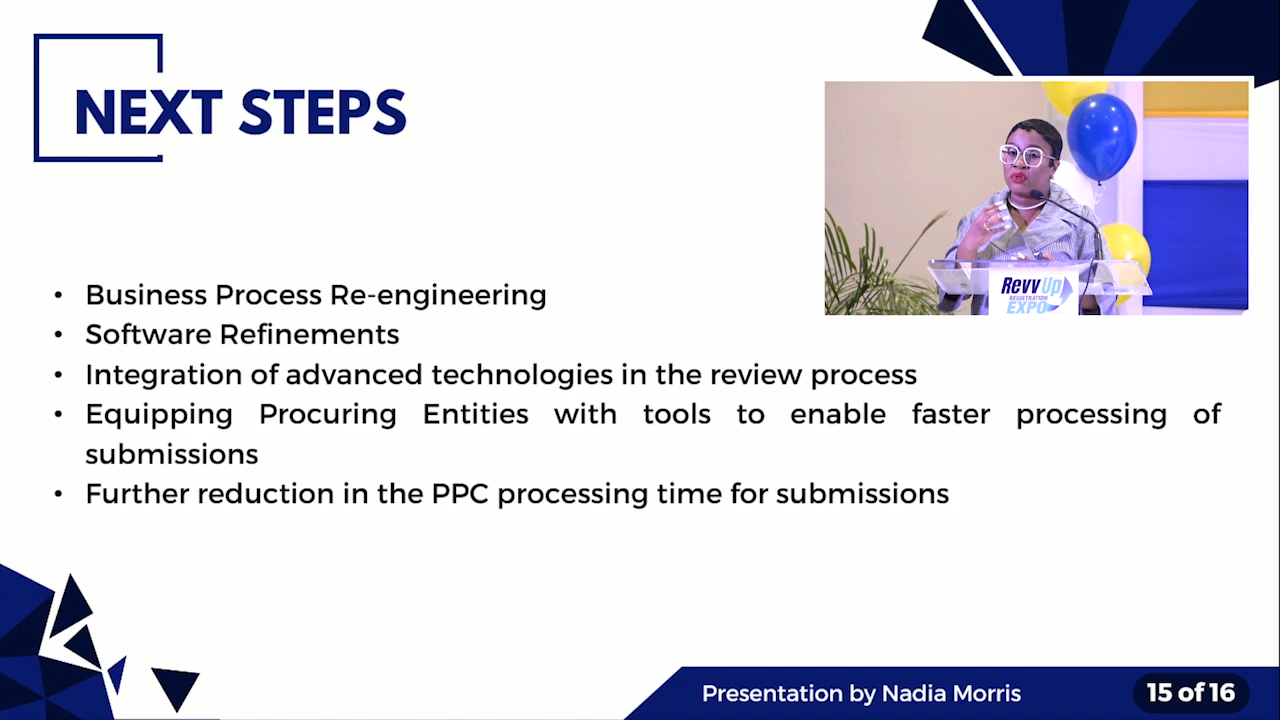 NEXT STEPS
RevvUp
REGISTRATION
EXPO
• Business Process Re-engineering
• Software Refinements
• Integration of advanced technologies in the review process
• Equipping Procuring Entities with tools to enable faster processing of
submissions
• Further reduction in the PPC processing time for submissions
Presentation by Nadia Morris
15 of 16